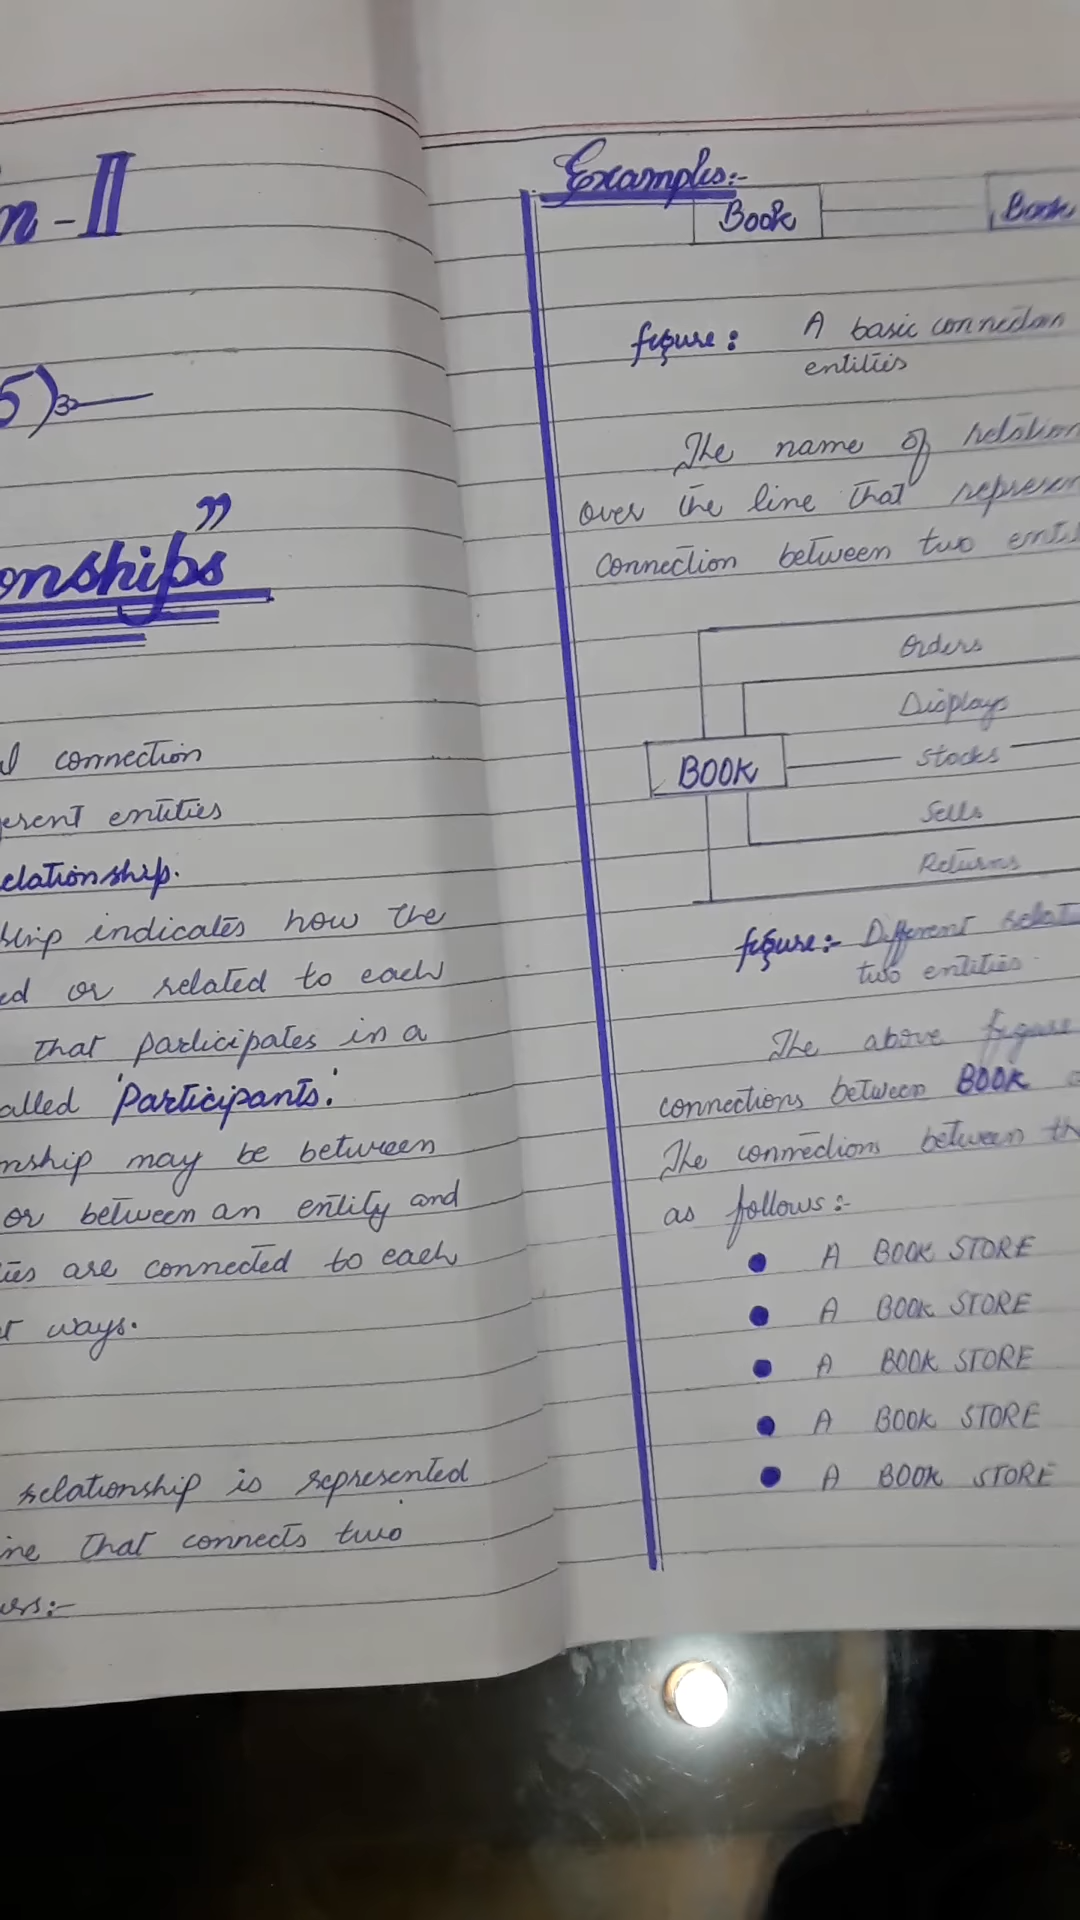 n - II
5)
onships"
l connection
erent entities
elationship.
ship indicates how the
ed or related to each
that participates in a
alled 'Participants.'
nship may be between
or between an entity and
ies are connected to each
t ways.
relationship is represented
ine that connects two
ers:-
Examples:-
Book Book
figure: A basic connection
entities
The name of relation
over the line that represen
connection between two enti
Orders
Displays
BOOK Stocks
Sells
Returns
figure:- Different relat
two entities.
The above figure
connections between BOOK
The connections between th
as follows:-
• A BOOK STORE
• A BOOK STORE
• A BOOK STORE
• A BOOK STORE
• A BOOK STORE